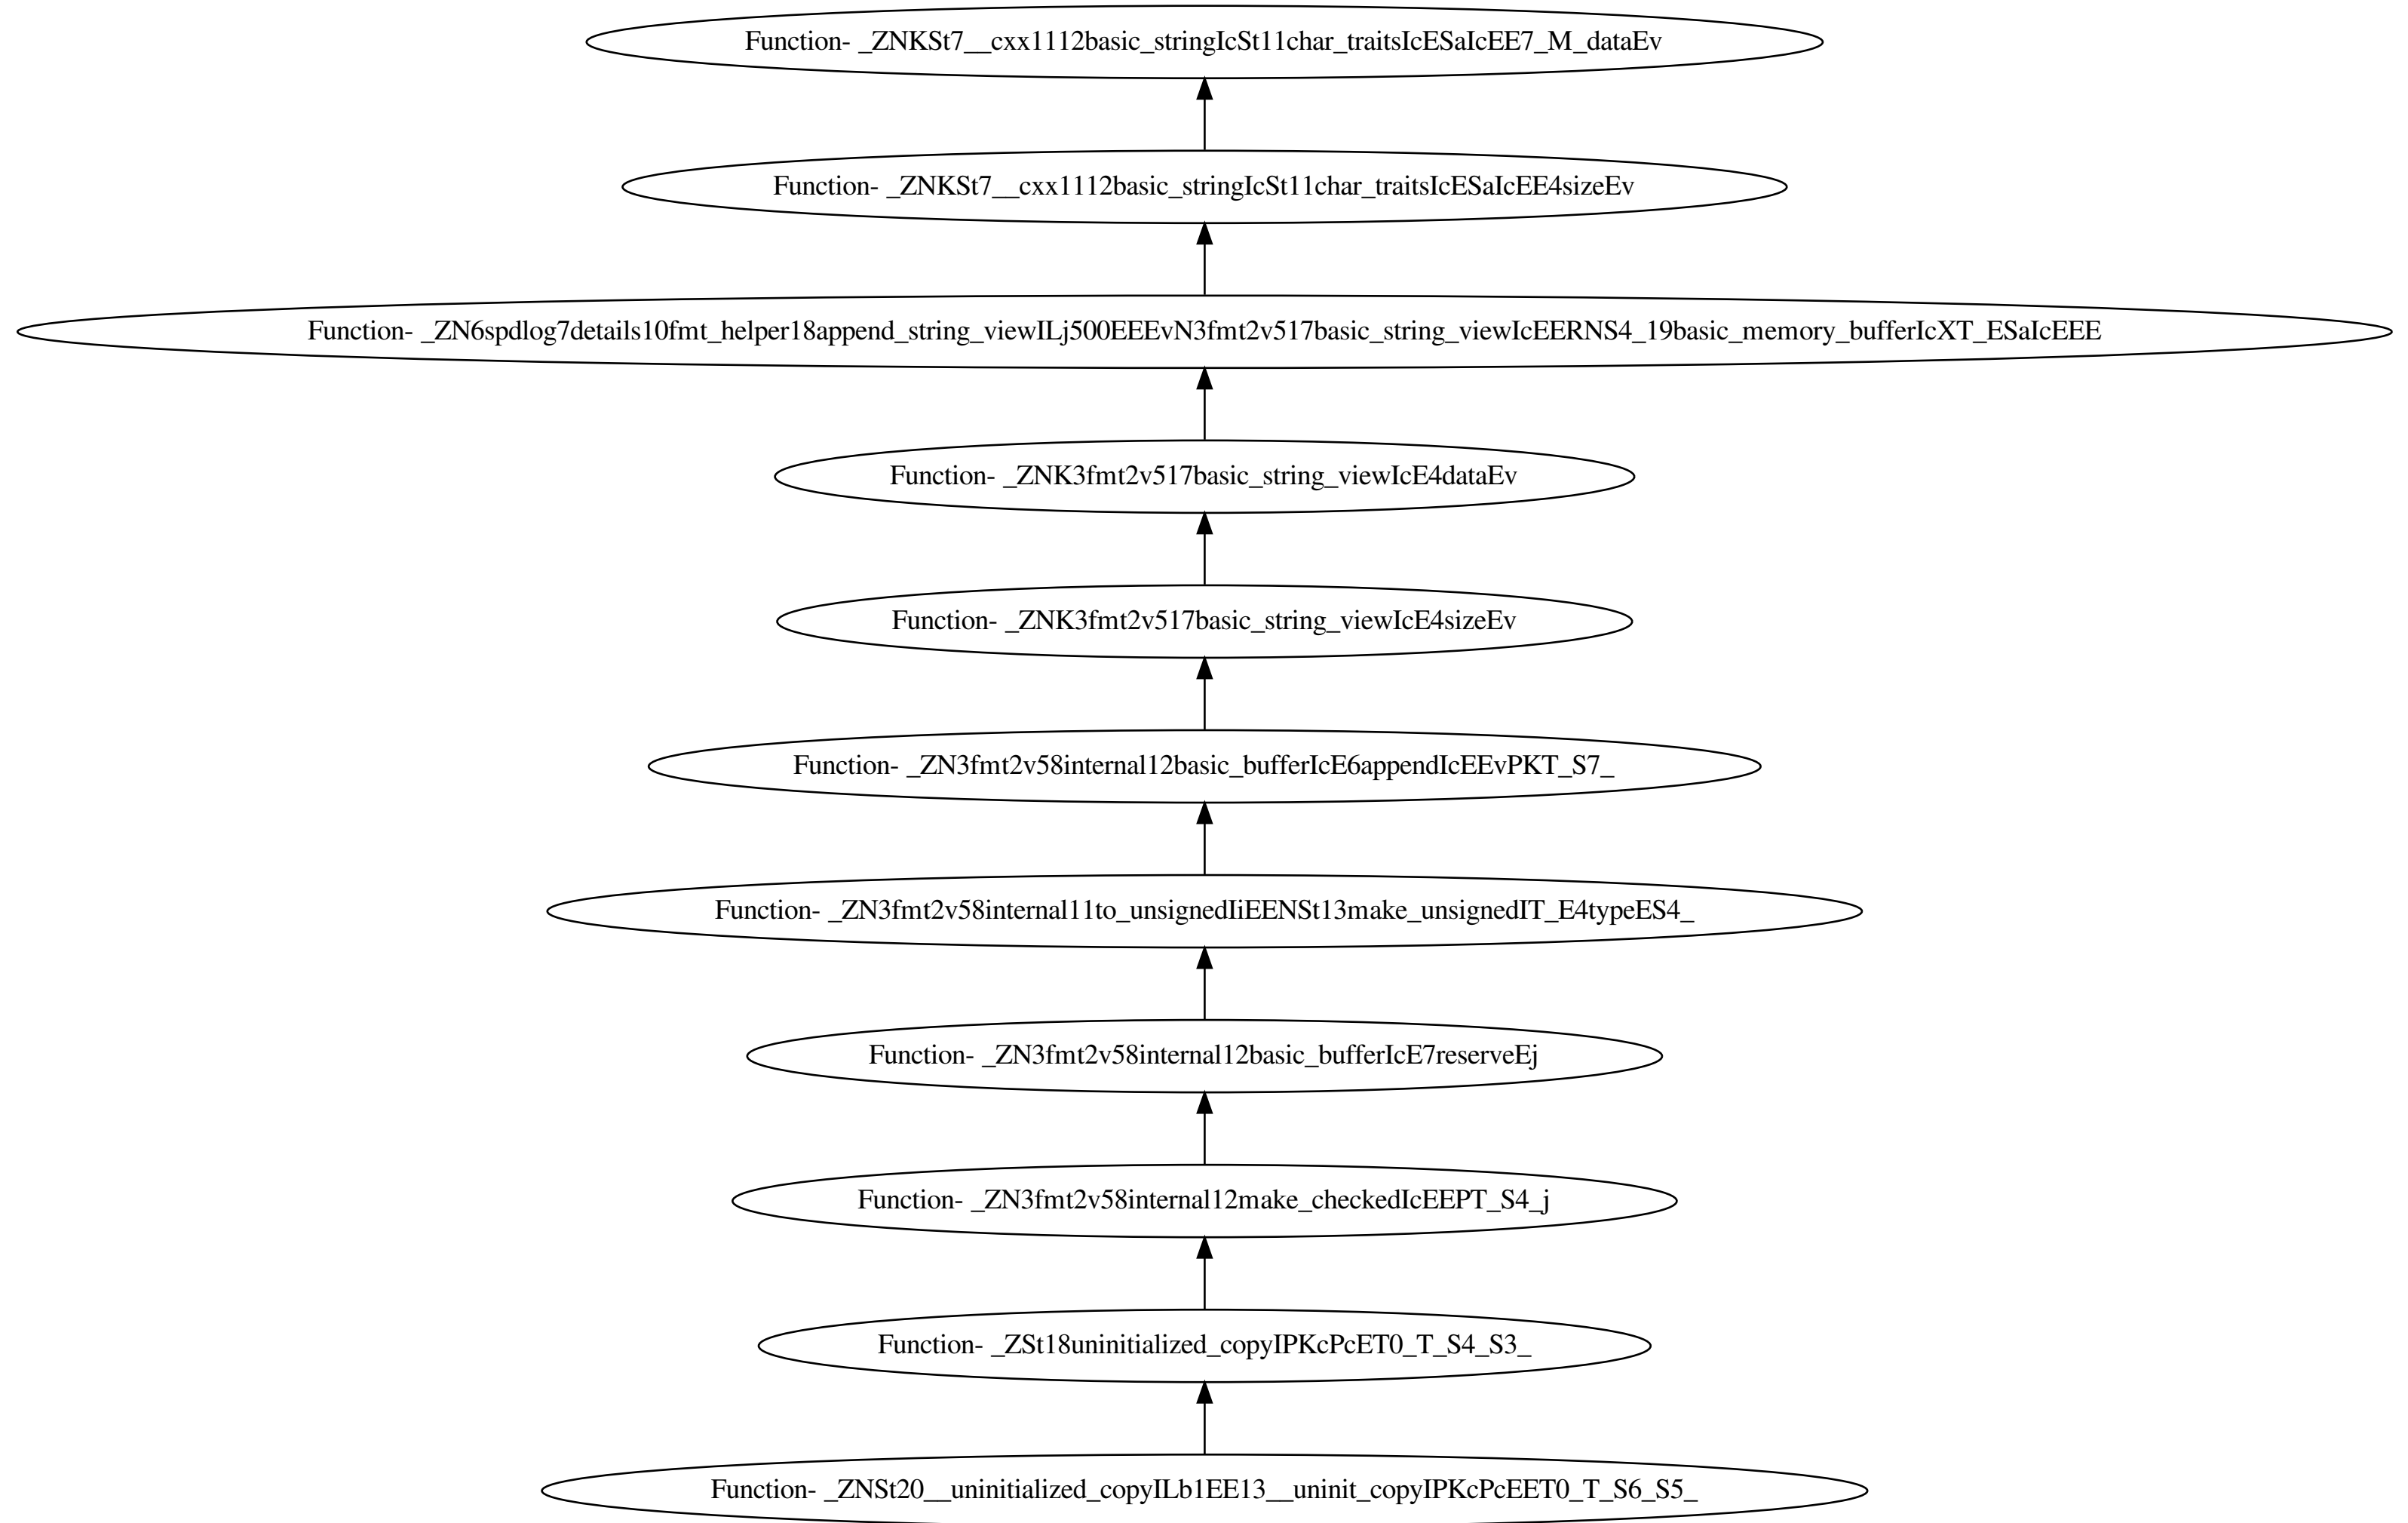 Function- _ZNKSt7__cxx1112basic_stringIcSt11char_traitsIcESaIcEE7_M_dataEv
Function- _ZNKSt7__cxx1112basic_stringIcSt11char_traitsIcESaIcEE4sizeEv
Function- _ZN6spdlog7details10fmt_helper18append_string_viewILj500EEEvN3fmt2v517basic_string_viewIcEERNS4_19basic_memory_bufferIcXT_ESaIcEEE
Function- _ZNK3fmt2v517basic_string_viewIcE4dataEv
Function- _ZNK3fmt2v517basic_string_viewIcE4sizeEv
Function- _ZN3fmt2v58internal12basic_bufferIcE6appendIcEEvPKT_S7_
Function- _ZN3fmt2v58internal11to_unsignedIiEENSt13make_unsignedIT_E4typeES4_
Function- _ZN3fmt2v58internal12basic_bufferIcE7reserveEj
Function- _ZN3fmt2v58internal12make_checkedIcEEPT_S4_j
Function- _ZSt18uninitialized_copyIPKcPcET0_T_S4_S3_
Function- _ZNSt20__uninitialized_copyILb1EE13__uninit_copyIPKcPcEET0_T_S6_S5_